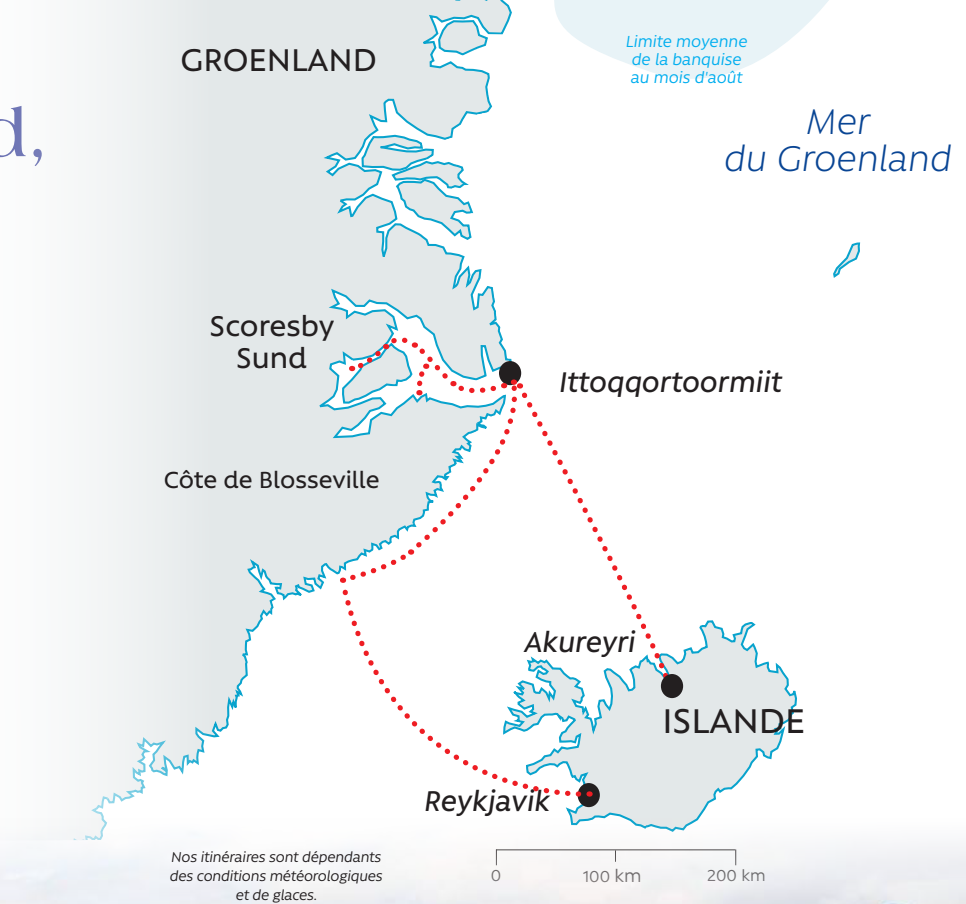 GROENLAND
Limite moyenne
de la banquise
au mois d'août
d,
Mer
du Groenland
Scoresby
Sund
Ittoqqortoormiit
Côte de Blosseville
Akureyri
ISLANDE
Reykjavik
Nos itinéraires sont dépendants
des conditions météorologiques
et de glaces.
0 100 km 200 km